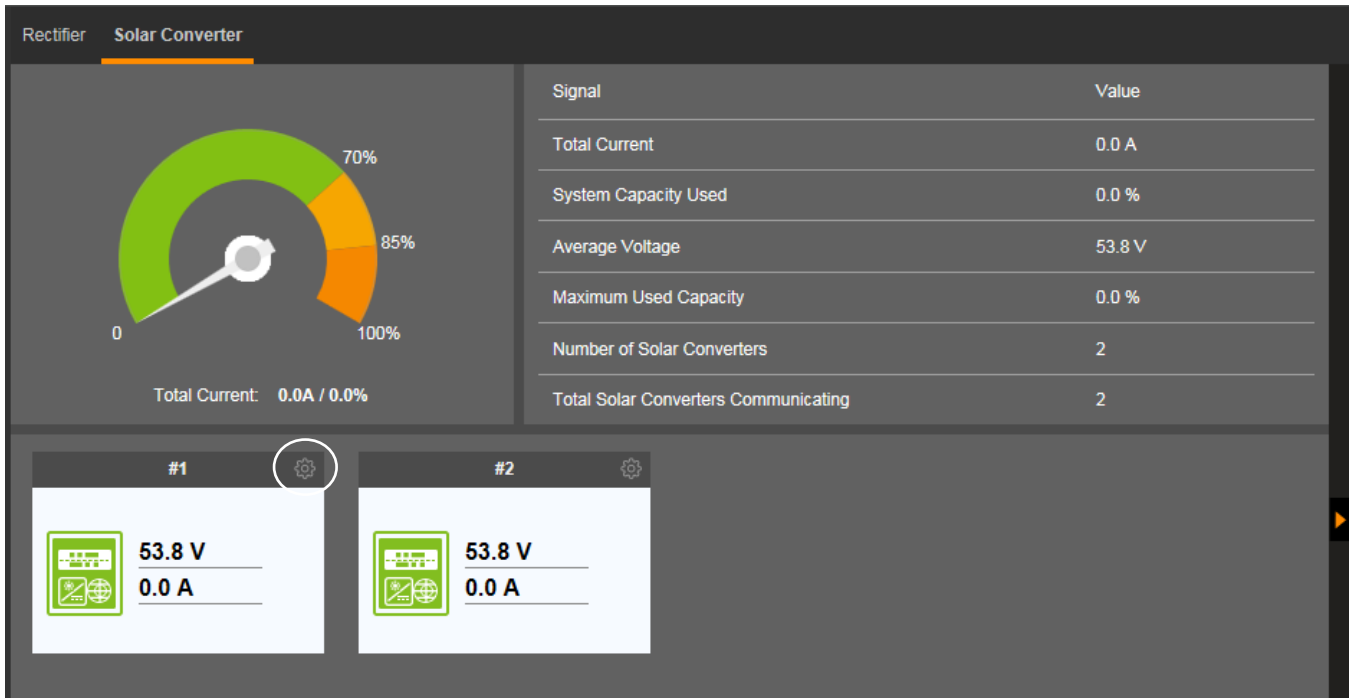 Rectifier Solar Converter
70%
85%
0
100%
Total Current: 0.0A / 0.0%
Signal Value
Total Current 0.0 A
System Capacity Used 0.0 %
Average Voltage 53.8 V
Maximum Used Capacity 0.0 %
Number of Solar Converters 2
Total Solar Converters Communicating 2
#1
53.8 V
0.0 A
#2
53.8 V
0.0 A